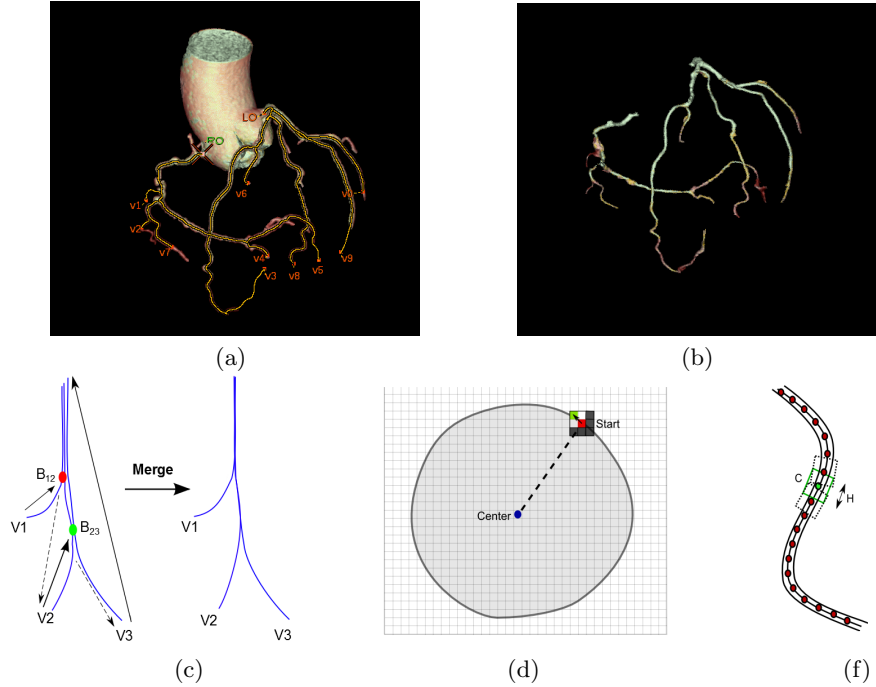 LO
RO
v1
v2
v7
v6
v4
v3
v8
v5
v9
(a)
(b)
B12
V1
B23
V2
V3
Merge
V1
V2
V3
(c)
Start
Center
(d)
C
H
(f)